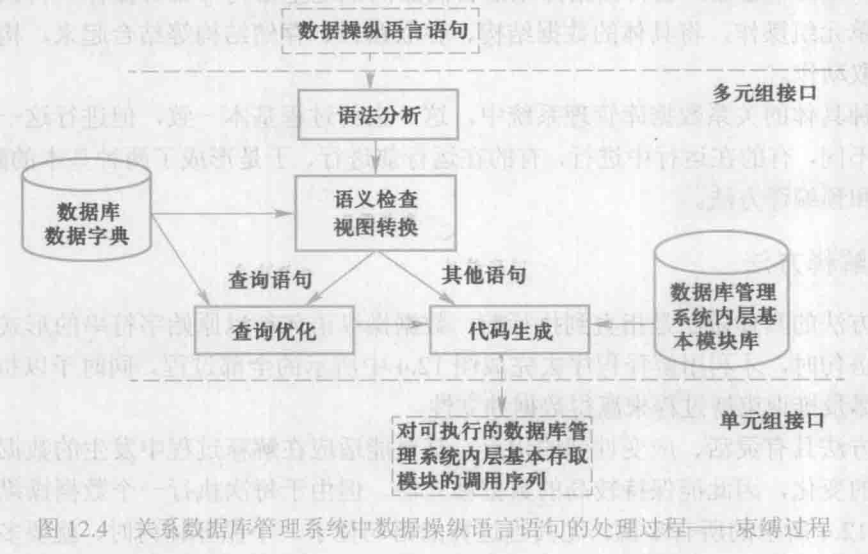 数据操纵语言语句
多元组接口
语法分析
语义检查
视图转换
数据库
数据字典
查询语句
其他语句
查询优化
代码生成
数据库管理
系统内层基
本模块库
单元组接口
对可执行的数据库管
理系统内层基本存取
模块的调用序列
图 12.4 关系数据库管理系统中数据操纵语言语句的处理过程——束缚过程